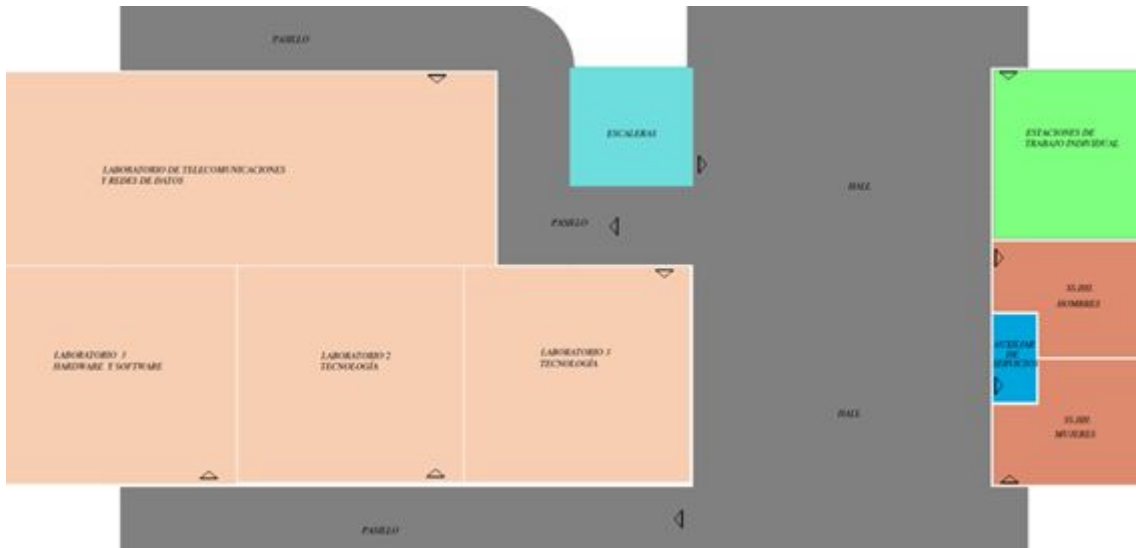 PASILLO
ESCALERAS
ESTACIONES DE
TRABAJO INDIVIDUAL
LABORATORIO DE TELECOMUNICACIONES
Y REDES DE DATOS
HALL
PASILLO
SS.HH.
HOMBRES
AUXILIAR
DE
SERVICIOS
LABORATORIO 3
HARDWARE Y SOFTWARE
LABORATORIO 2
TECNOLOGÍA
LABORATORIO 3
TECNOLOGÍA
HALL
SS.HH.
MUJERES
PASILLO